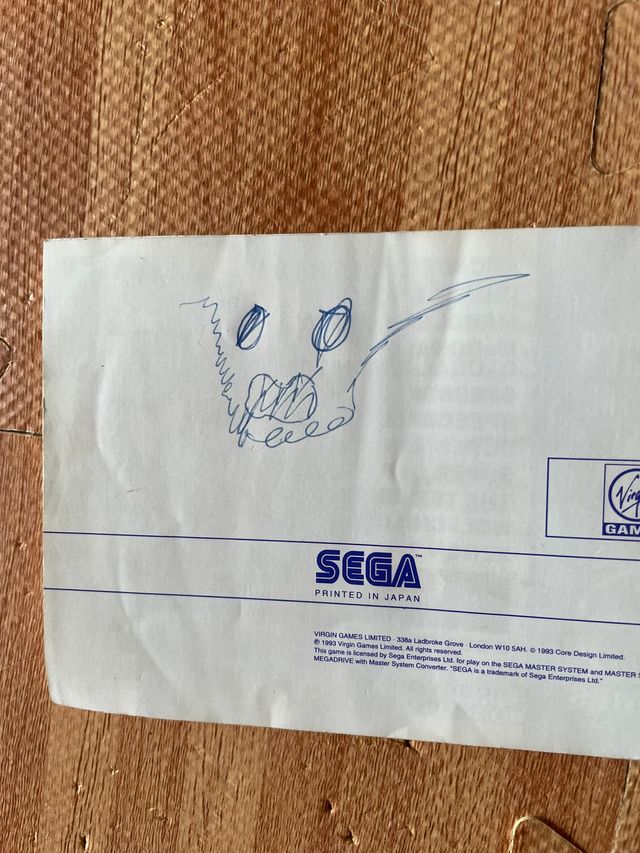 Virg
GAM
SEGA™
PRINTED IN JAPAN
VIRGIN GAMES LIMITED · 338a Ladbroke Grove · London W10 5AH. © 1993 Core Design Limited.
℗ 1993 Virgin Games Limited. All rights reserved.
This game is licensed by Sega Enterprises Ltd. for play on the SEGA MASTER SYSTEM and MASTER S
MEGADRIVE with Master System Converter. "SEGA is a trademark of Sega Enterprises Ltd."